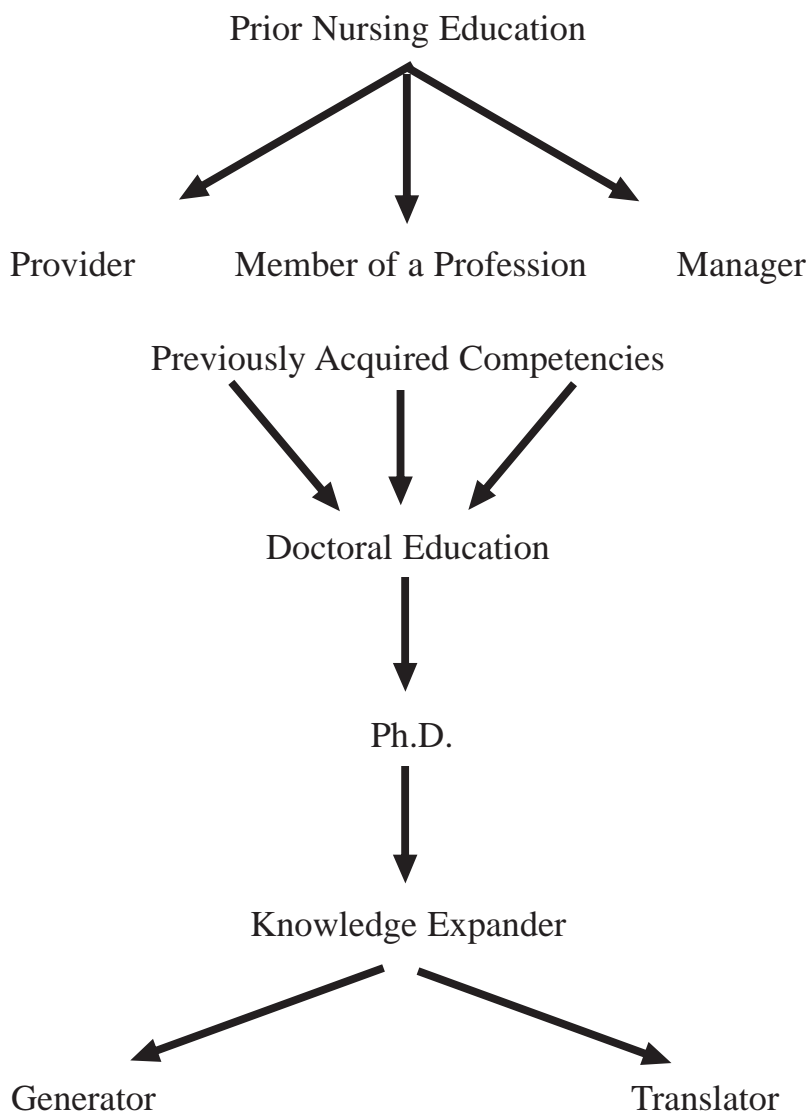 Prior Nursing Education
Provider Member of a Profession Manager
Previously Acquired Competencies
Doctoral Education
Ph.D.
Knowledge Expander
Generator Translator